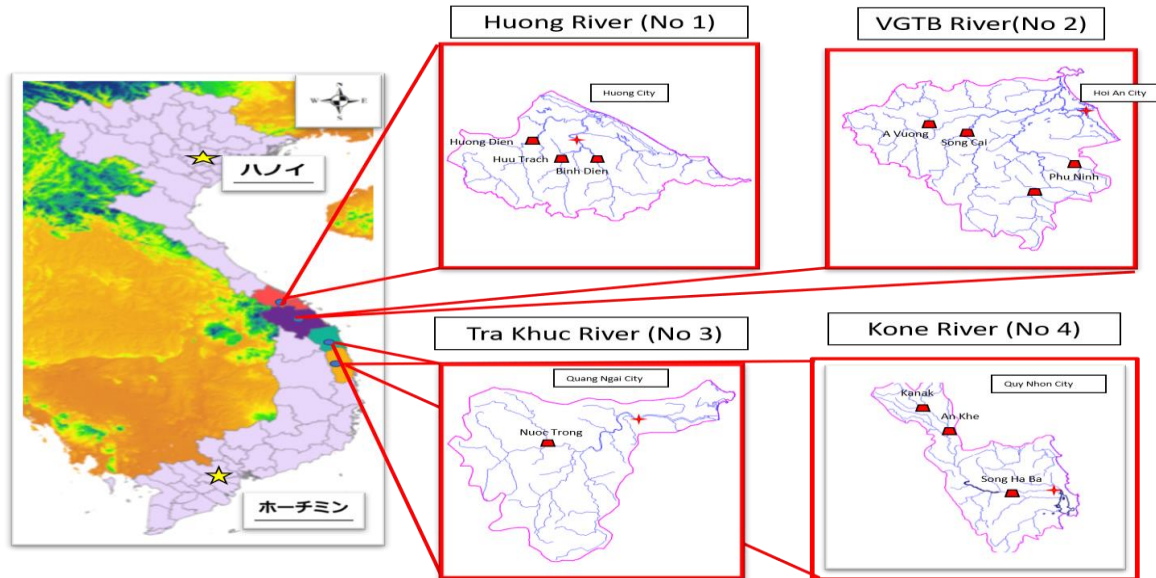 Huong River (No 1)
VGTB River(No 2)
N
W E
S
ハノイ
ホーチミン
Huong City
Huong Dien
Huu Trach
Binh Dien
Hoi An City
A Vuong
Song Cai
Phu Ninh
Tra Khuc River (No 3)
Kone River (No 4)
Quang Ngai City
Nuoc Trong
Quy Nhon City
Kanak
An Khe
Song Ha Ba